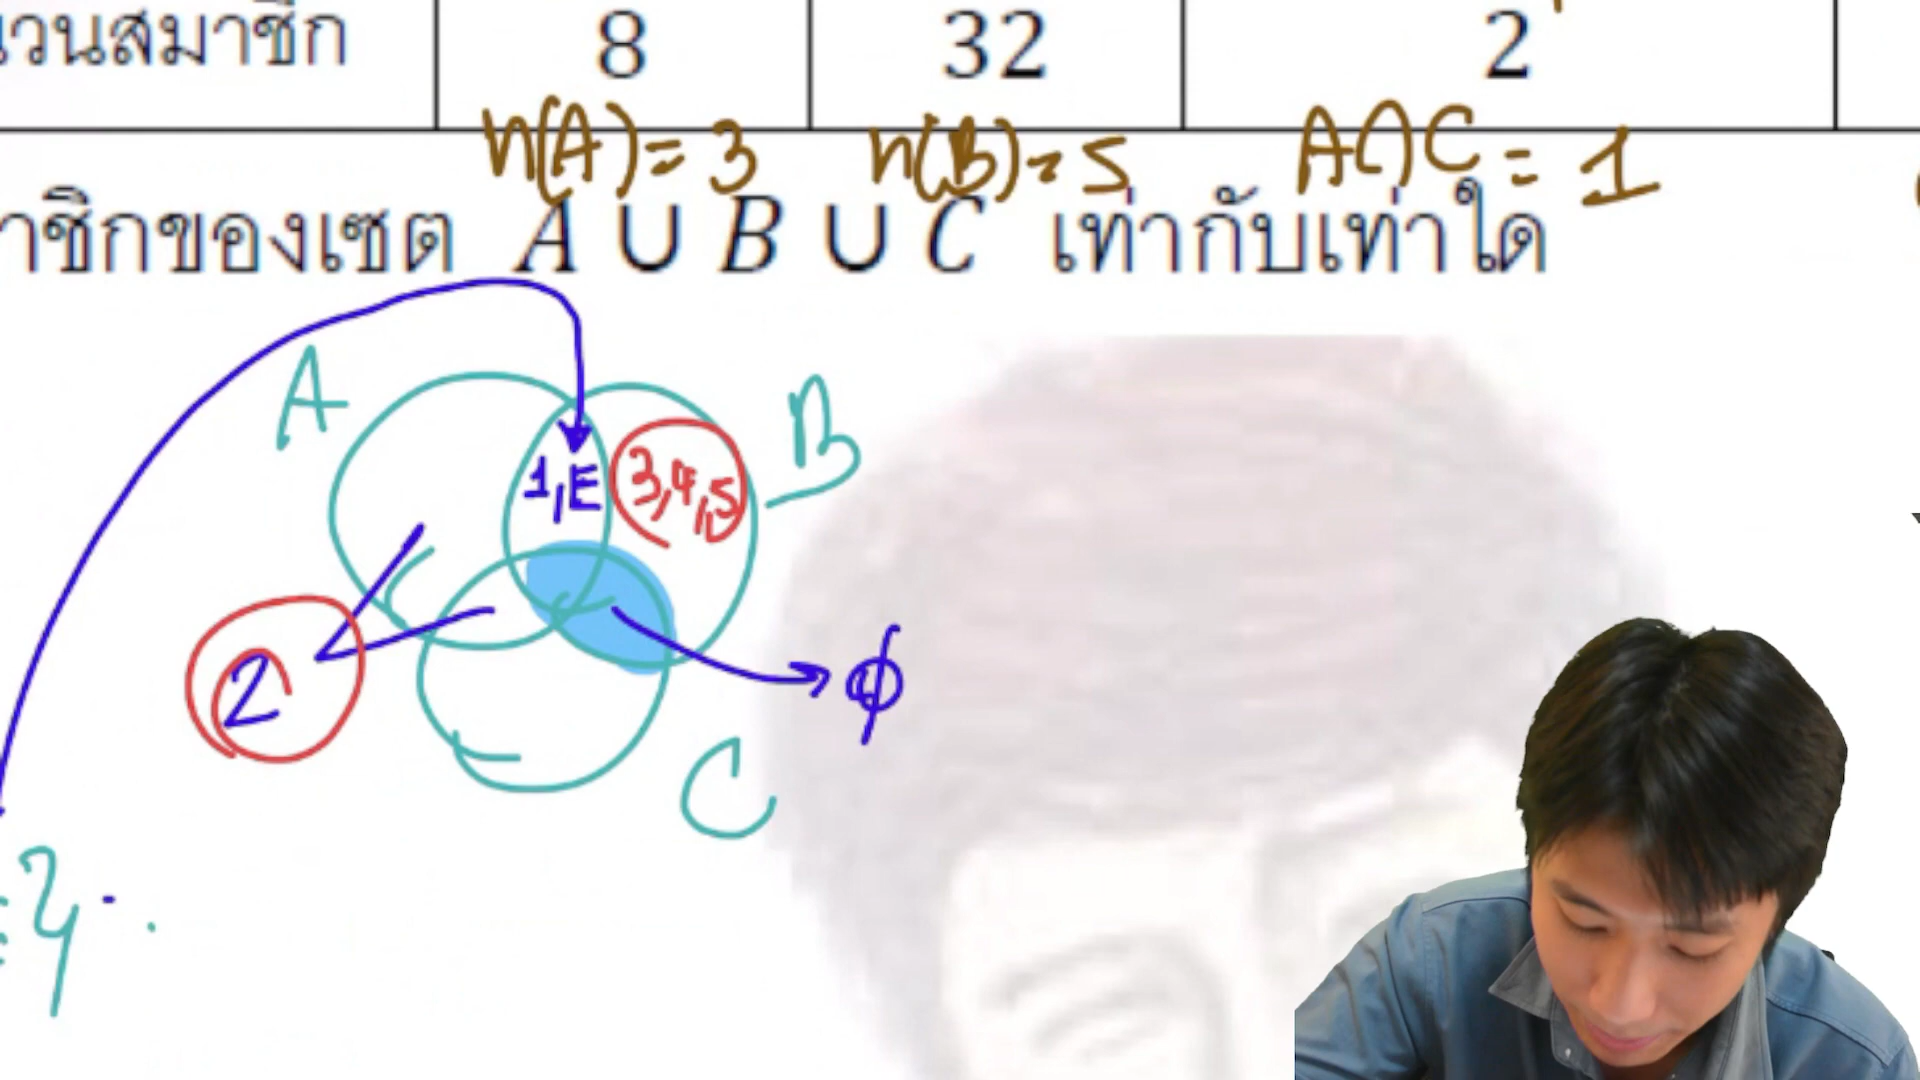 นวนสมาชิก 8 32 2
n(A)=3 n(B)=5 A∩C=1
าชิกของเซต A ∪ B ∪ C เท่ากับเท่าใด
A B
1,E 3,4,5
2 ϕ
C